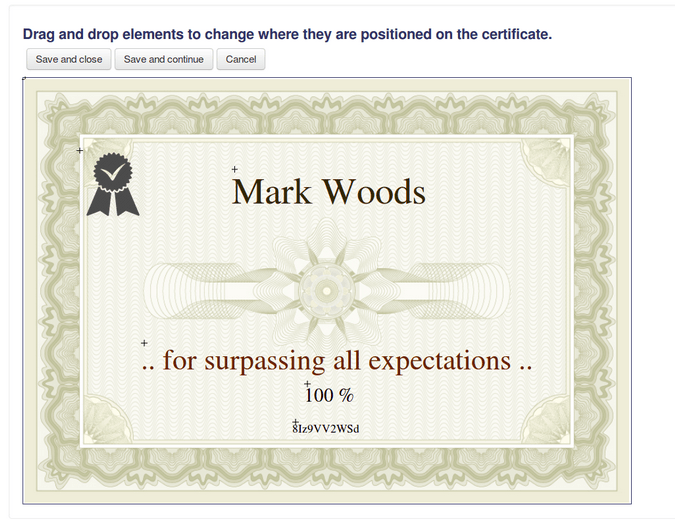 Drag and drop elements to change where they are positioned on the certificate.
Save and close Save and continue Cancel
Mark Woods
.. for surpassing all expectations ..
100 %
8Iz9VV2WSd